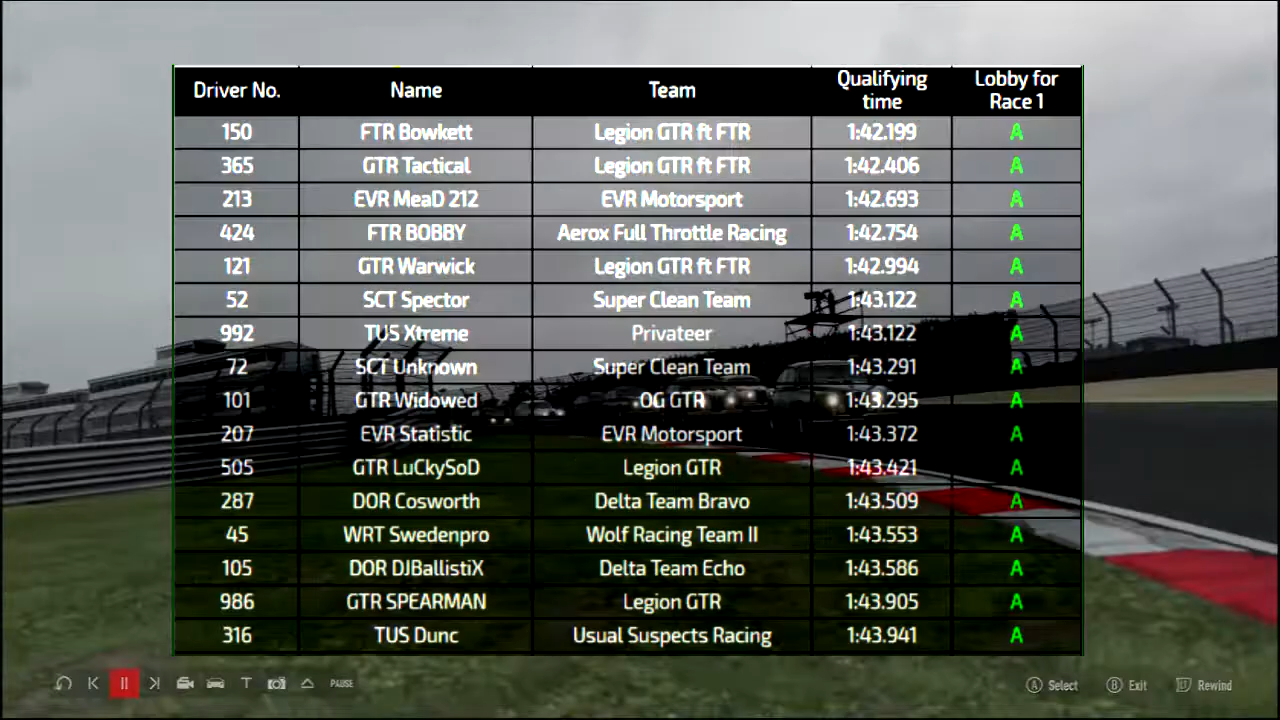 Driver No. Name Team Qualifying time Lobby for Race 1
150 FTR Bowkett Legion GTR ft FTR 1:42.199 A
365 GTR Tactical Legion GTR ft FTR 1:42.406 A
213 EVR MeaD 212 EVR Motorsport 1:42.693 A
424 FTR BOBBY Aerox Full Throttle Racing 1:42.754 A
121 GTR Warwick Legion GTR ft FTR 1:42.994 A
52 SCT Spector Super Clean Team 1:43.122 A
992 TUS Xtreme Privateer 1:43.122 A
72 SCT Unknown Super Clean Team 1:43.291 A
101 GTR Widowed OG GTR 1:43.295 A
207 EVR Statistic EVR Motorsport 1:43.372 A
505 GTR LuCkySoD Legion GTR 1:43.421 A
287 DOR Cosworth Delta Team Bravo 1:43.509 A
45 WRT Swedenpro Wolf Racing Team II 1:43.553 A
105 DOR DJBallistiX Delta Team Echo 1:43.586 A
986 GTR SPEARMAN Legion GTR 1:43.905 A
316 TUS Dunc Usual Suspects Racing 1:43.941 A
T PAUSE A Select B Exit LT Rewind